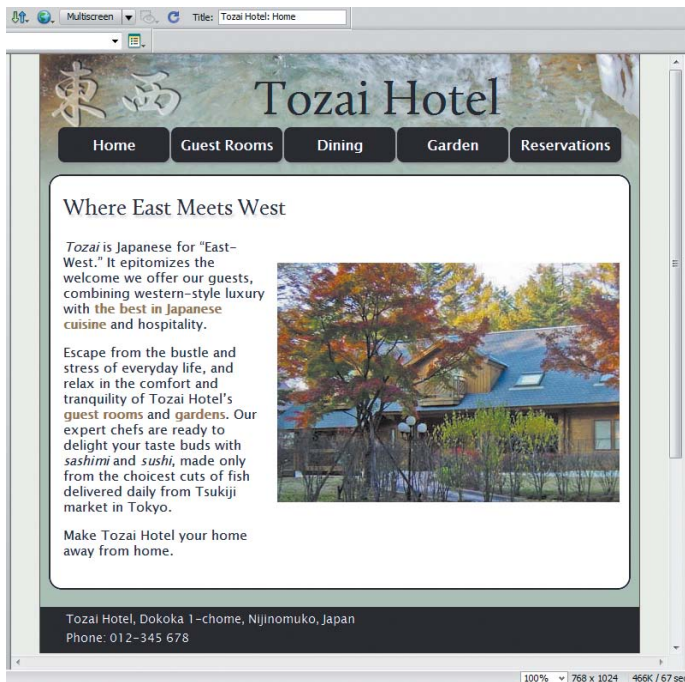 Multiscreen Title: Tozai Hotel: Home
東西 Tozai Hotel
Home Guest Rooms Dining Garden Reservations
Where East Meets West
Tozai is Japanese for “East-
West.” It epitomizes the
welcome we offer our guests,
combining western-style luxury
with the best in Japanese
cuisine and hospitality.
Escape from the bustle and
stress of everyday life, and
relax in the comfort and
tranquility of Tozai Hotel’s
guest rooms and gardens. Our
expert chefs are ready to
delight your taste buds with
sashimi and sushi, made only
from the choicest cuts of fish
delivered daily from Tsukiji
market in Tokyo.
Make Tozai Hotel your home
away from home.
Tozai Hotel, Dokoka 1-chome, Nijinomuko, Japan
Phone: 012-345 678
100% 768 x 1024 466K / 67 sec